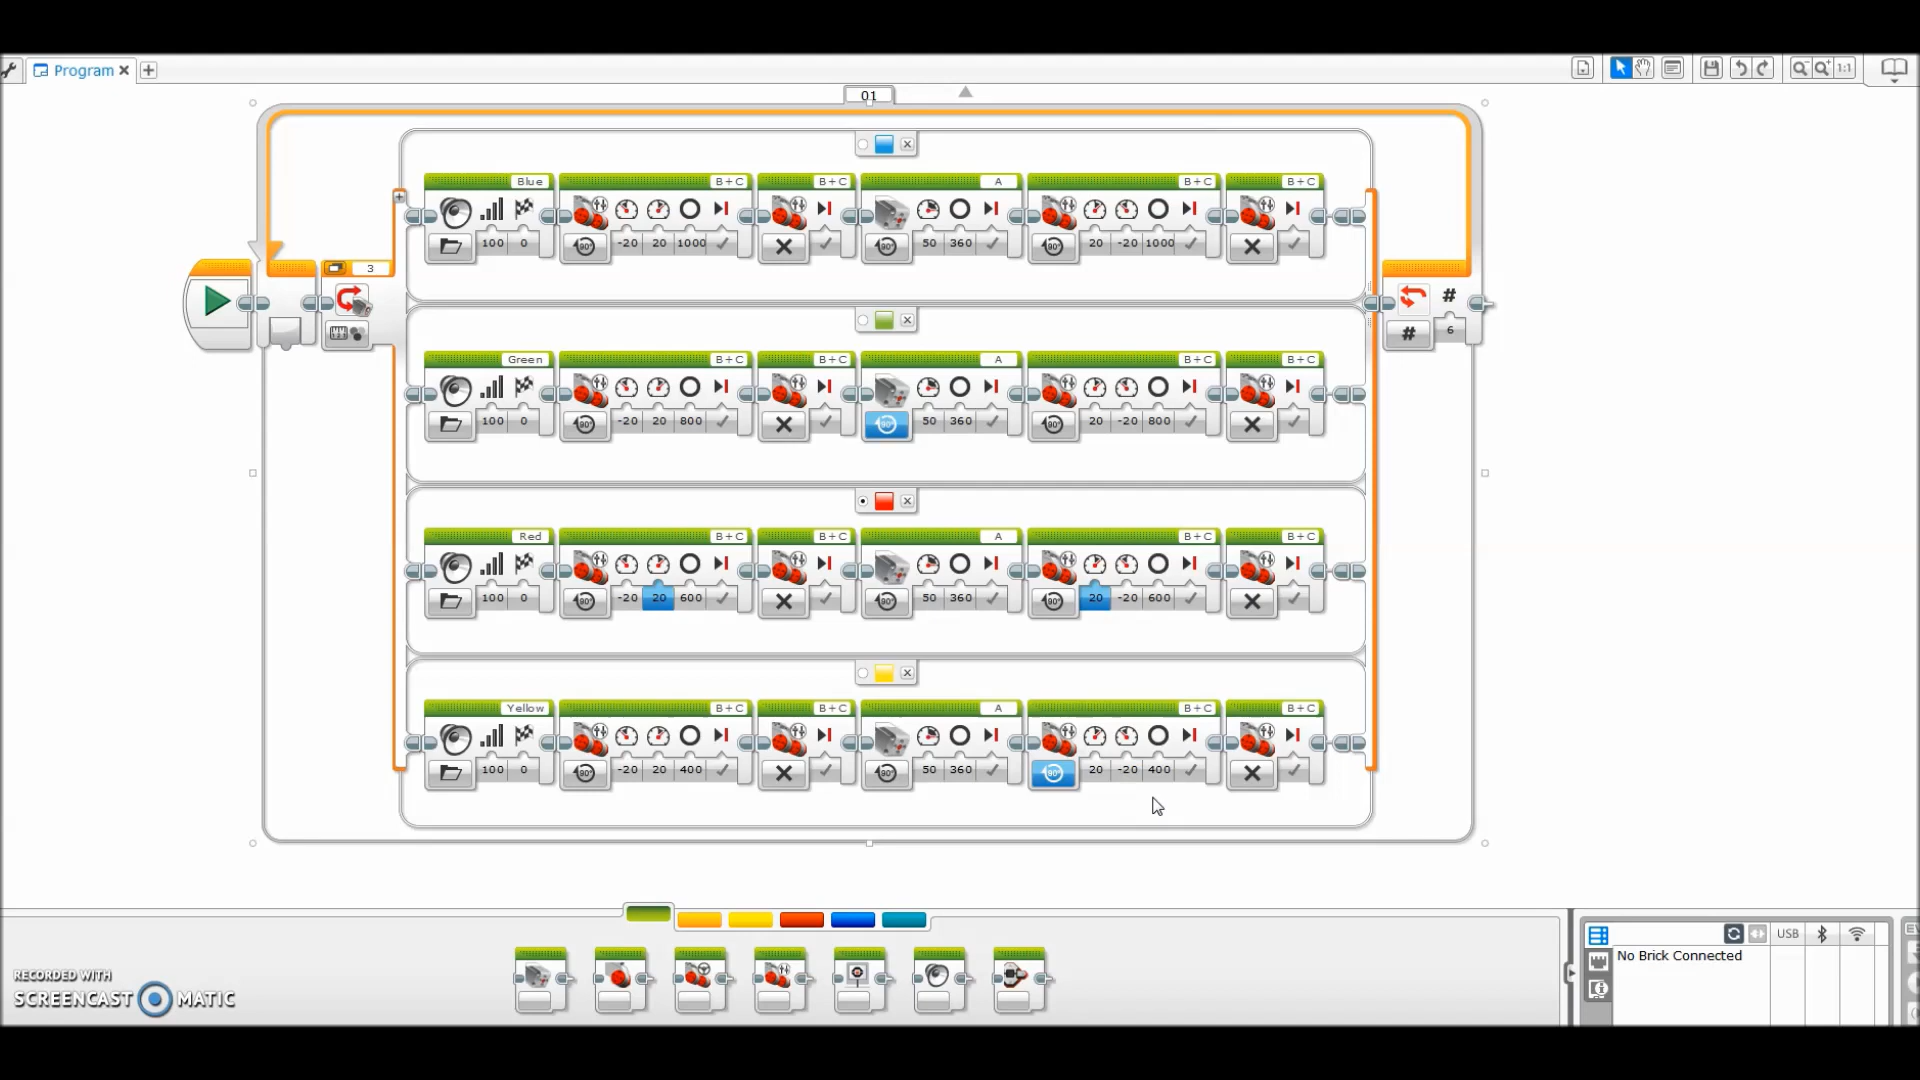 Program
1:1
01
Blue
B+C
B+C
A
B+C
B+C
100 0
-20 20 1000
50 360
20 -20 1000
3
#
#
6
Green
B+C
B+C
A
B+C
B+C
100 0
-20 20 800
50 360
20 -20 800
Red
B+C
B+C
A
B+C
B+C
100 0
-20 20 600
50 360
20 -20 600
Yellow
B+C
B+C
A
B+C
B+C
100 0
-20 20 400
50 360
20 -20 400
USB
No Brick Connected
RECORDED WITH
SCREENCAST MATIC